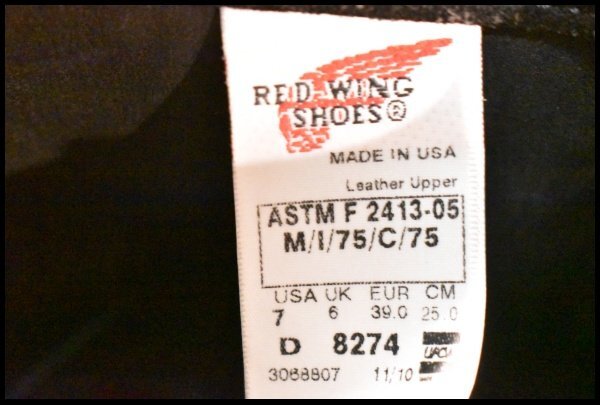 RED WING
SHOES®
MADE IN USA
Leather Upper
ASTM F 2413-05
M/I/75/C/75
USA UK EUR CM
7 6 39.0 25.0
D 8274
3068807 11/10